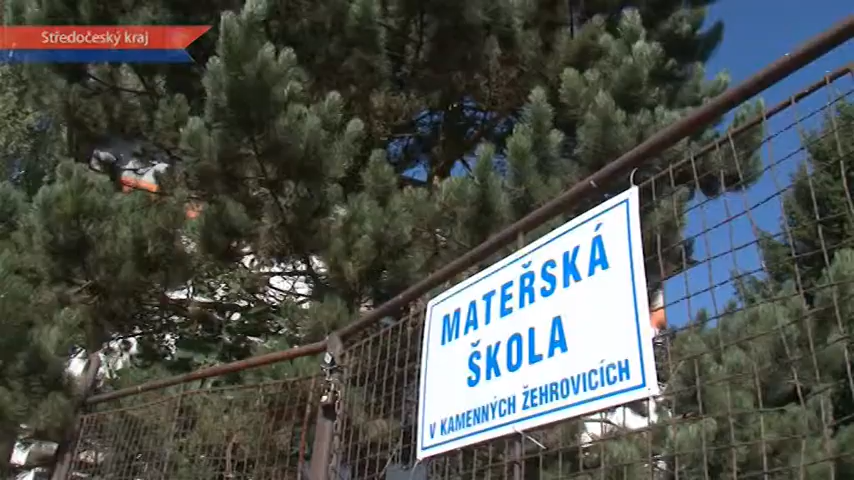 Středočeský kraj
MATEŘSKÁ
ŠKOLA
V KAMENNÝCH ŽEHROVICÍCH